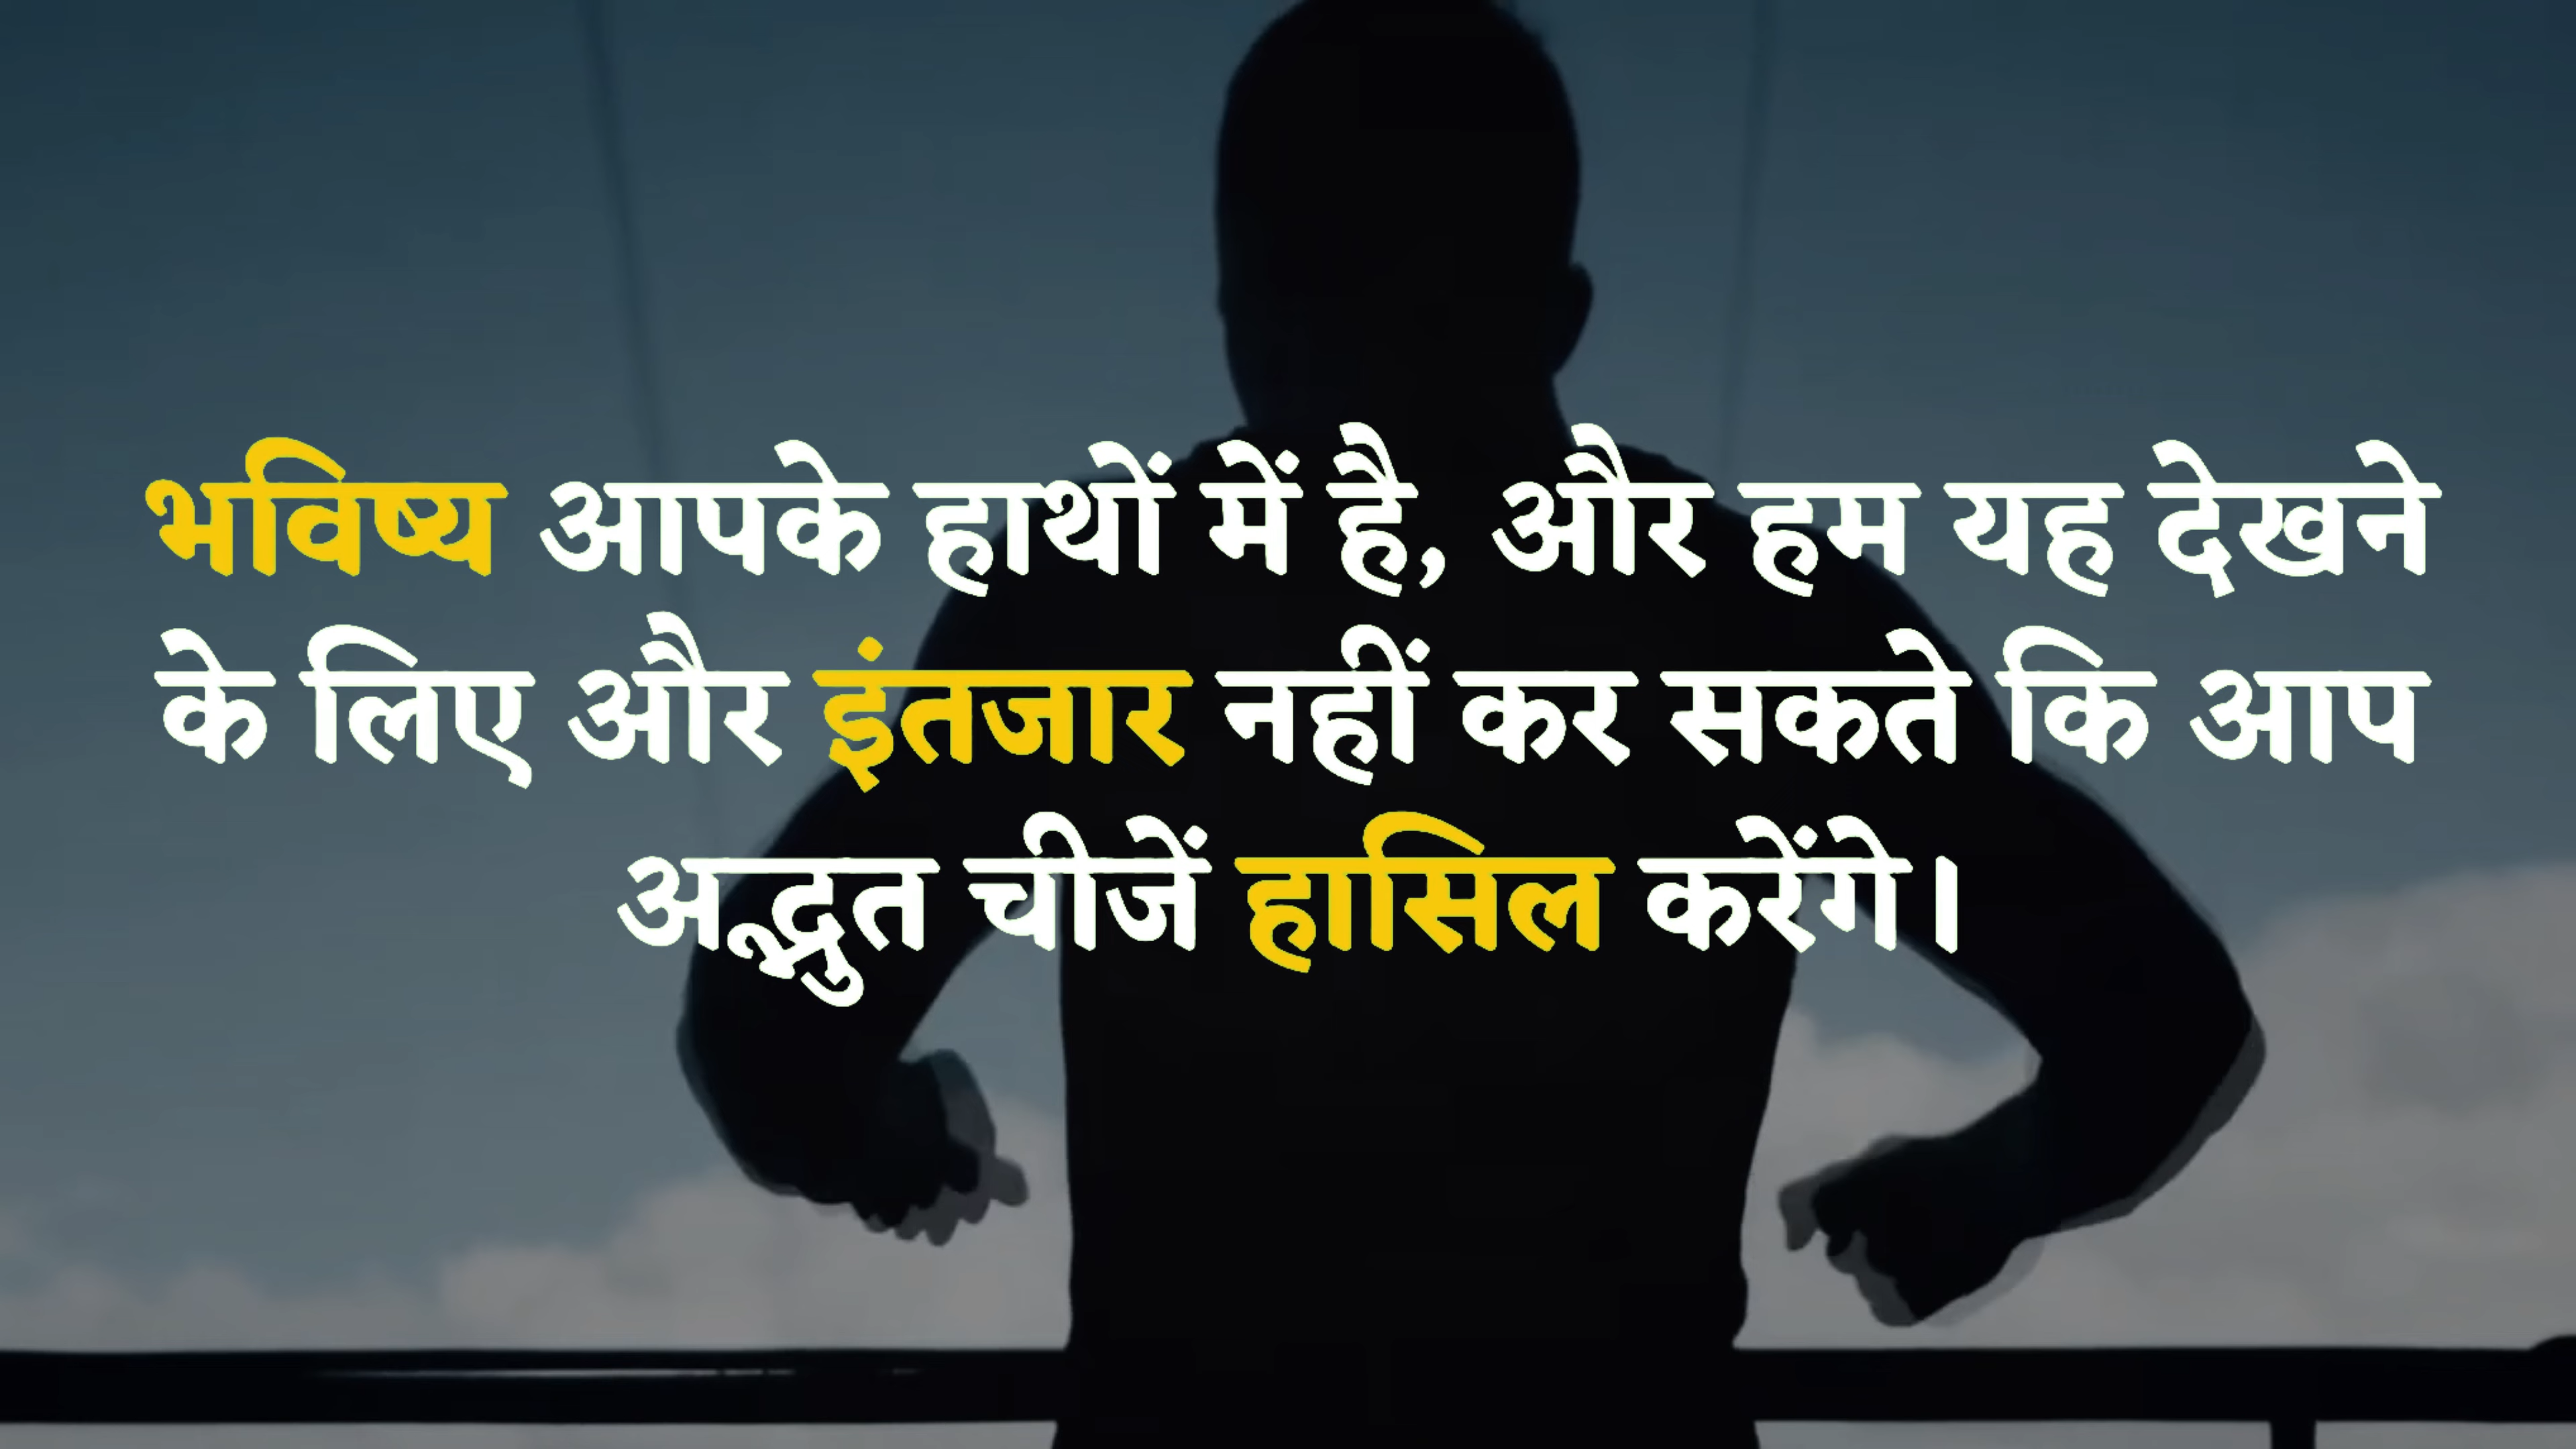 भविष्य आपके हाथों में है, और हम यह देखने
के लिए और इंतजार नहीं कर सकते कि आप
अद्भुत चीजें हासिल करेंगे।